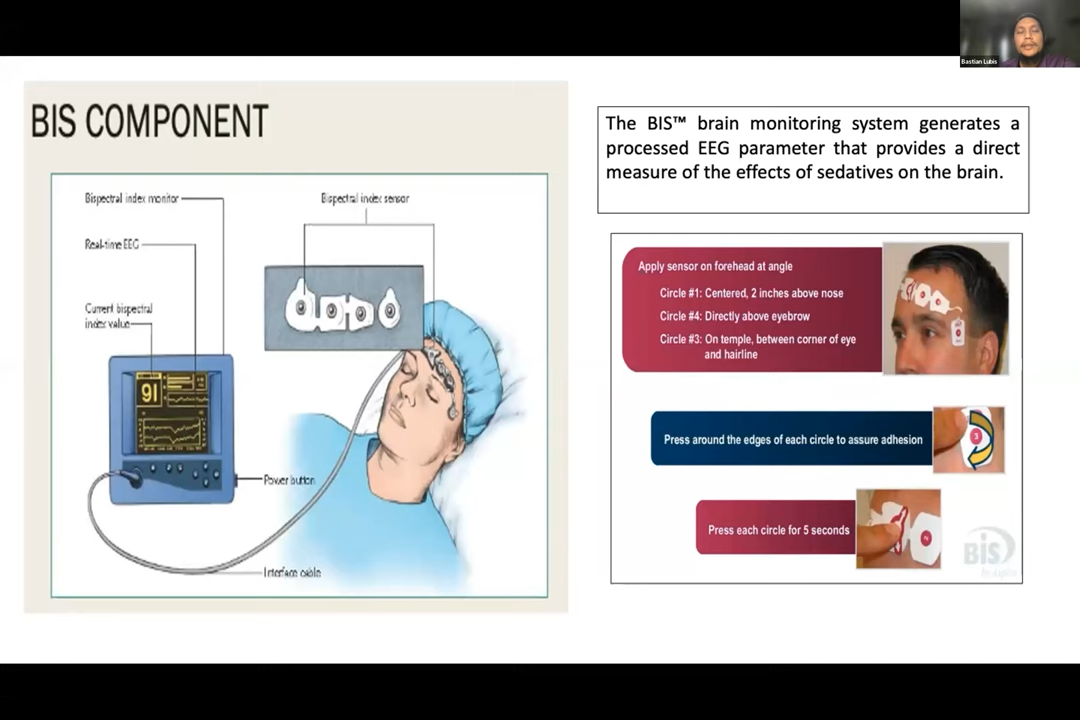 Bastian Lubis
BIS COMPONENT
Bispectral index monitor
Real-time EEG
Current bispectral
index value
Bispectral index sensor
91
Power button
Interface cable
The BIS™ brain monitoring system generates a
processed EEG parameter that provides a direct
measure of the effects of sedatives on the brain.
Apply sensor on forehead at angle
Circle #1: Centered, 2 inches above nose
Circle #4: Directly above eyebrow
Circle #3: On temple, between corner of eye
and hairline
Press around the edges of each circle to assure adhesion
3
Press each circle for 5 seconds
BIS